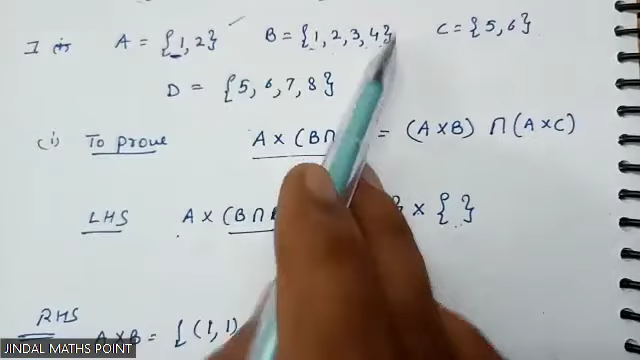 A = {1,2} B = {1,2,3,4} C = {5,6}
D = {5,6,7,8}
(i) To prove A × (B∩ = (A×B) ∩ (A×C)
LHS A × (B∩ } × { }
RHS
A×B = {(1,1)
JINDAL MATHS POINT